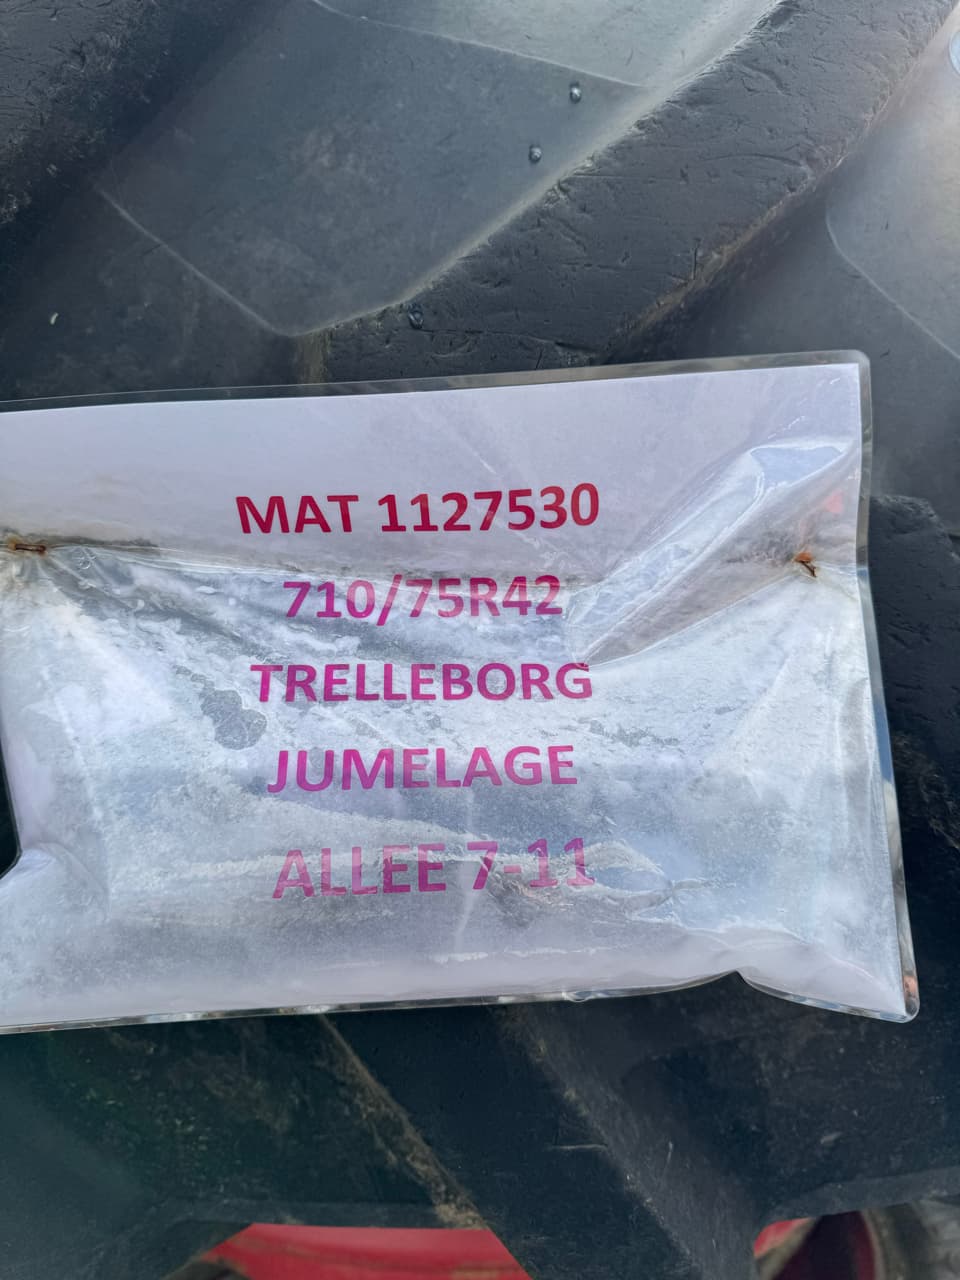 MAT 1127530
710/75R42
TRELLEBORG
JUMELAGE
ALLEE 7-11